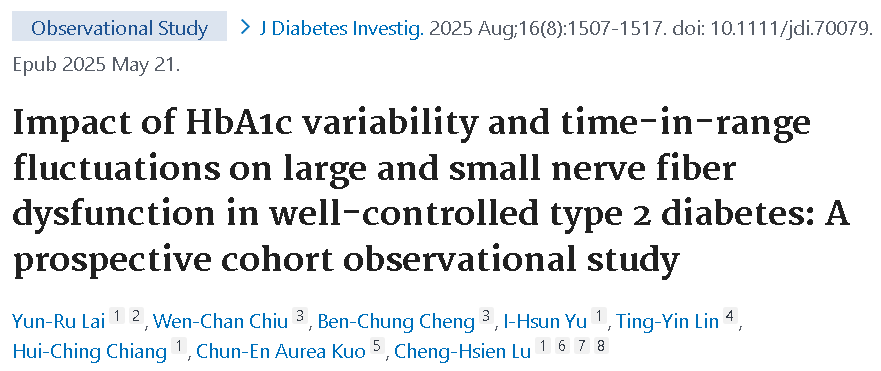 Observational Study > J Diabetes Investig. 2025 Aug;16(8):1507-1517. doi: 10.1111/jdi.70079.
Epub 2025 May 21.
Impact of HbA1c variability and time-in-range
fluctuations on large and small nerve fiber
dysfunction in well-controlled type 2 diabetes: A
prospective cohort observational study
Yun-Ru Lai 1 2, Wen-Chan Chiu 3, Ben-Chung Cheng 3, I-Hsun Yu 1, Ting-Yin Lin 4,
Hui-Ching Chiang 1, Chun-En Aurea Kuo 5, Cheng-Hsien Lu 1 6 7 8